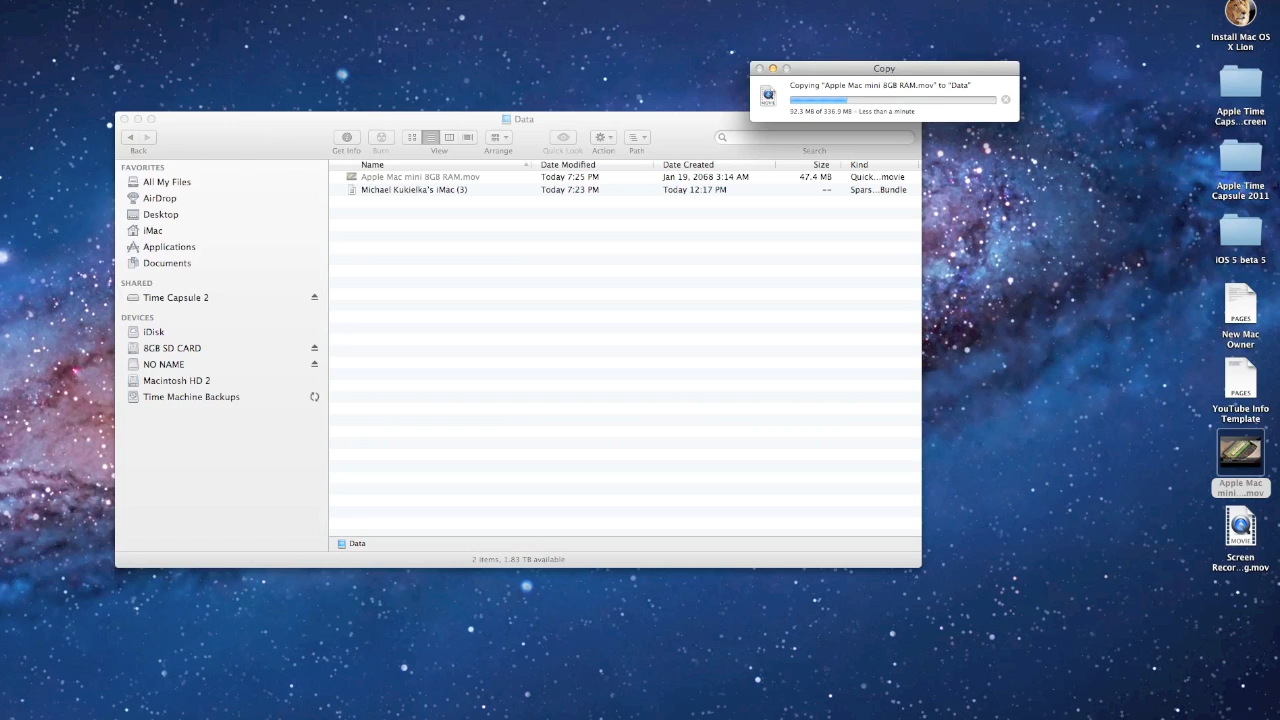 Install Mac OS
X Lion
Copy
Copying "Apple Mac mini 8GB RAM.mov" to "Data"
MOVIE
92.3 MB of 336.9 MB – Less than a minute
Apple Time
Caps...creen
Data
Back
Get Info
Burn
View
Arrange
Quick Look
Action
Path
Search
Name
Date Modified
Date Created
Size
Kind
Apple Mac mini 8GB RAM.mov
Today 7:25 PM
Jan 19, 2068 3:14 AM
47.4 MB
Quick...movie
Michael Kukielka's iMac (3)
Today 7:23 PM
Today 12:17 PM
--
Spars...Bundle
FAVORITES
All My Files
AirDrop
Desktop
iMac
Applications
Documents
SHARED
Time Capsule 2
DEVICES
iDisk
8GB SD CARD
NO NAME
Macintosh HD 2
Time Machine Backups
Data
2 items, 1.83 TB available
Apple Time
Capsule 2011
iOS 5 beta 5
PAGES
New Mac
Owner
PAGES
YouTube Info
Template
Apple Mac
mini....mov
MOVIE
Screen
Recor...g.mov